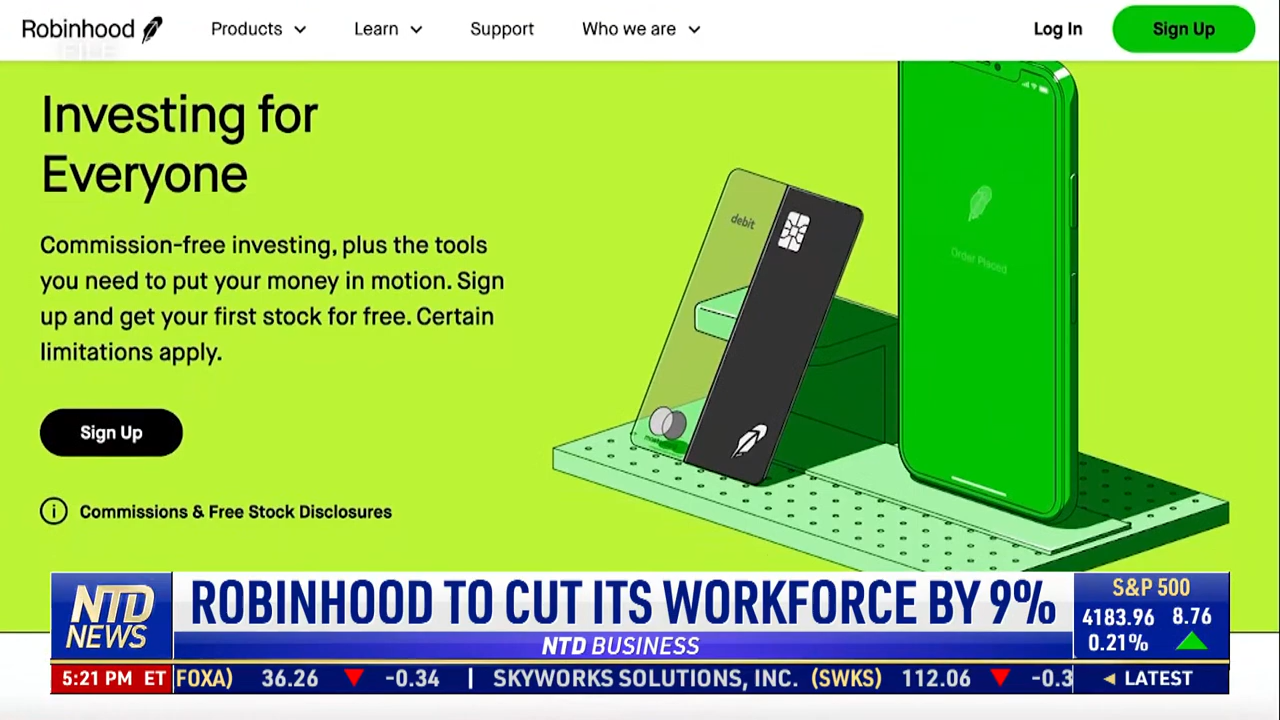 Robinhood
Products
Learn
Support
Who we are
Log In
Sign Up
FILE
Investing for
Everyone
Commission-free investing, plus the tools
you need to put your money in motion. Sign
up and get your first stock for free. Certain
limitations apply.
Sign Up
Commissions & Free Stock Disclosures
debit
Order Placed
NTD
NEWS
ROBINHOOD TO CUT ITS WORKFORCE BY 9%
NTD BUSINESS
S&P 500
4183.96 8.76
0.21%
5:21 PM ET
FOXA) 36.26 ▼ -0.34 | SKYWORKS SOLUTIONS, INC. (SWKS) 112.06 ▼ -0.3
◄ LATEST